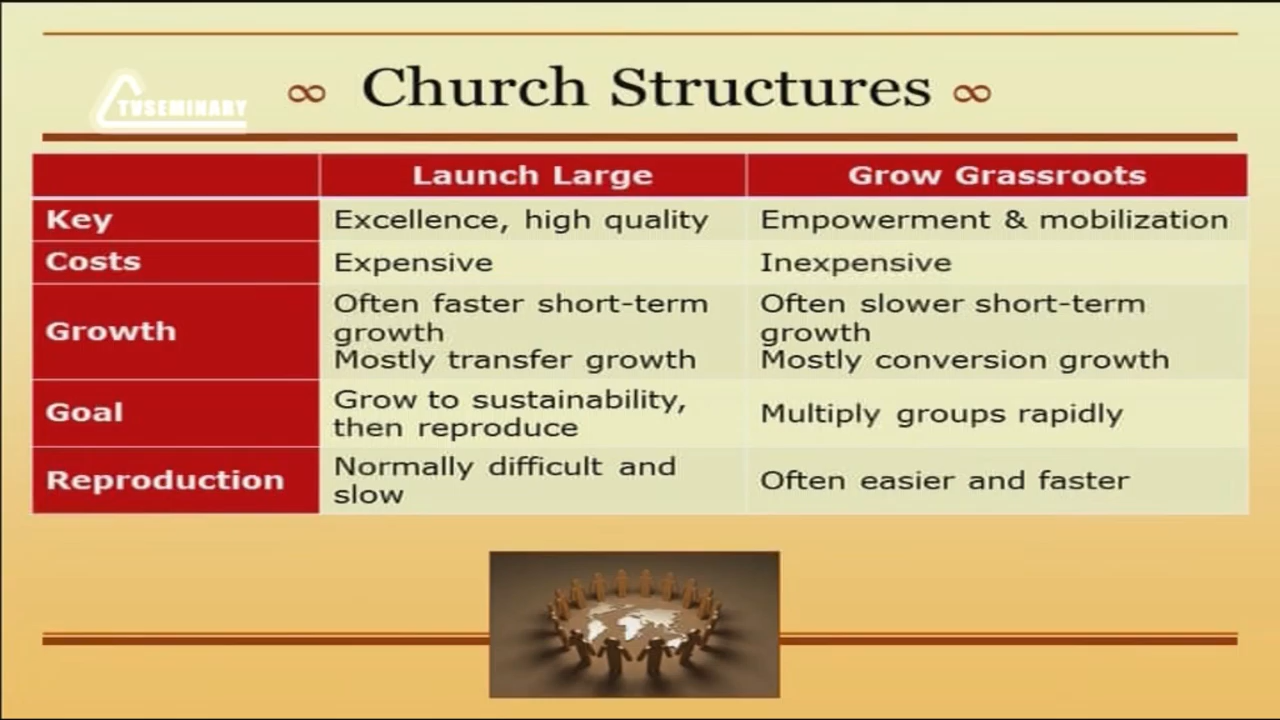 TVSEMINARY
∞ Church Structures ∞
Launch Large Grow Grassroots
Key Excellence, high quality Empowerment & mobilization
Costs Expensive Inexpensive
Growth
Often faster short-term
growth
Mostly transfer growth
Often slower short-term
growth
Mostly conversion growth
Goal
Grow to sustainability,
then reproduce
Multiply groups rapidly
Reproduction
Normally difficult and
slow
Often easier and faster